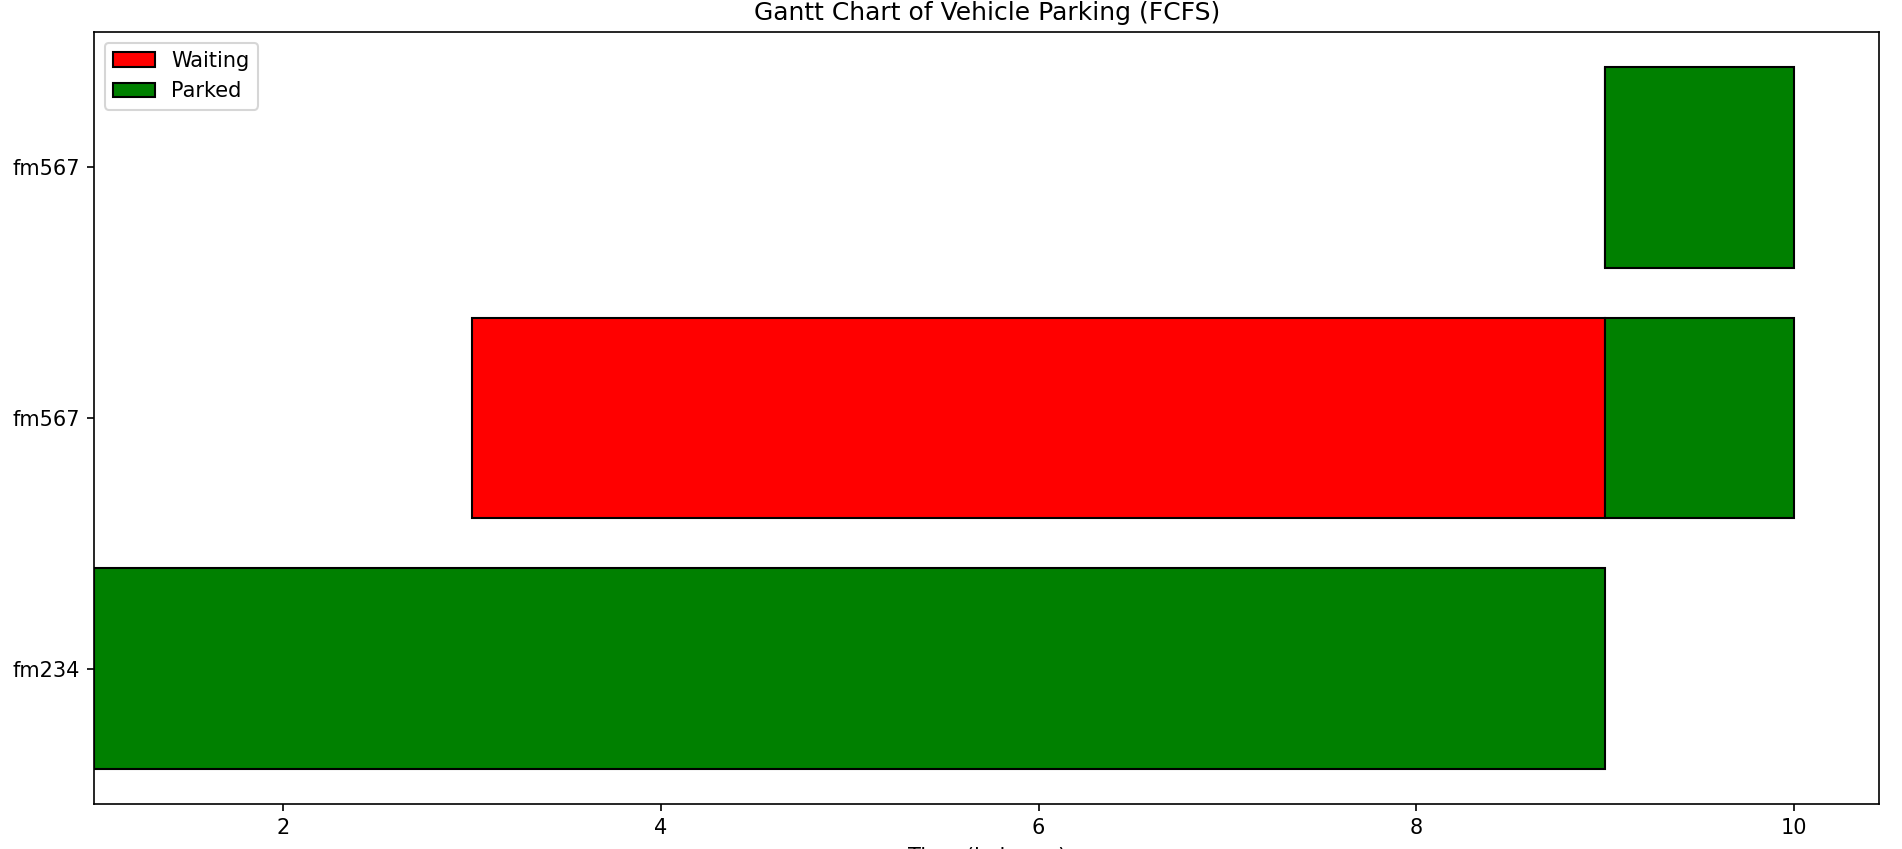 Gantt Chart of Vehicle Parking (FCFS)
Waiting
Parked
fm567
fm567
fm234
2 4 6 8 10